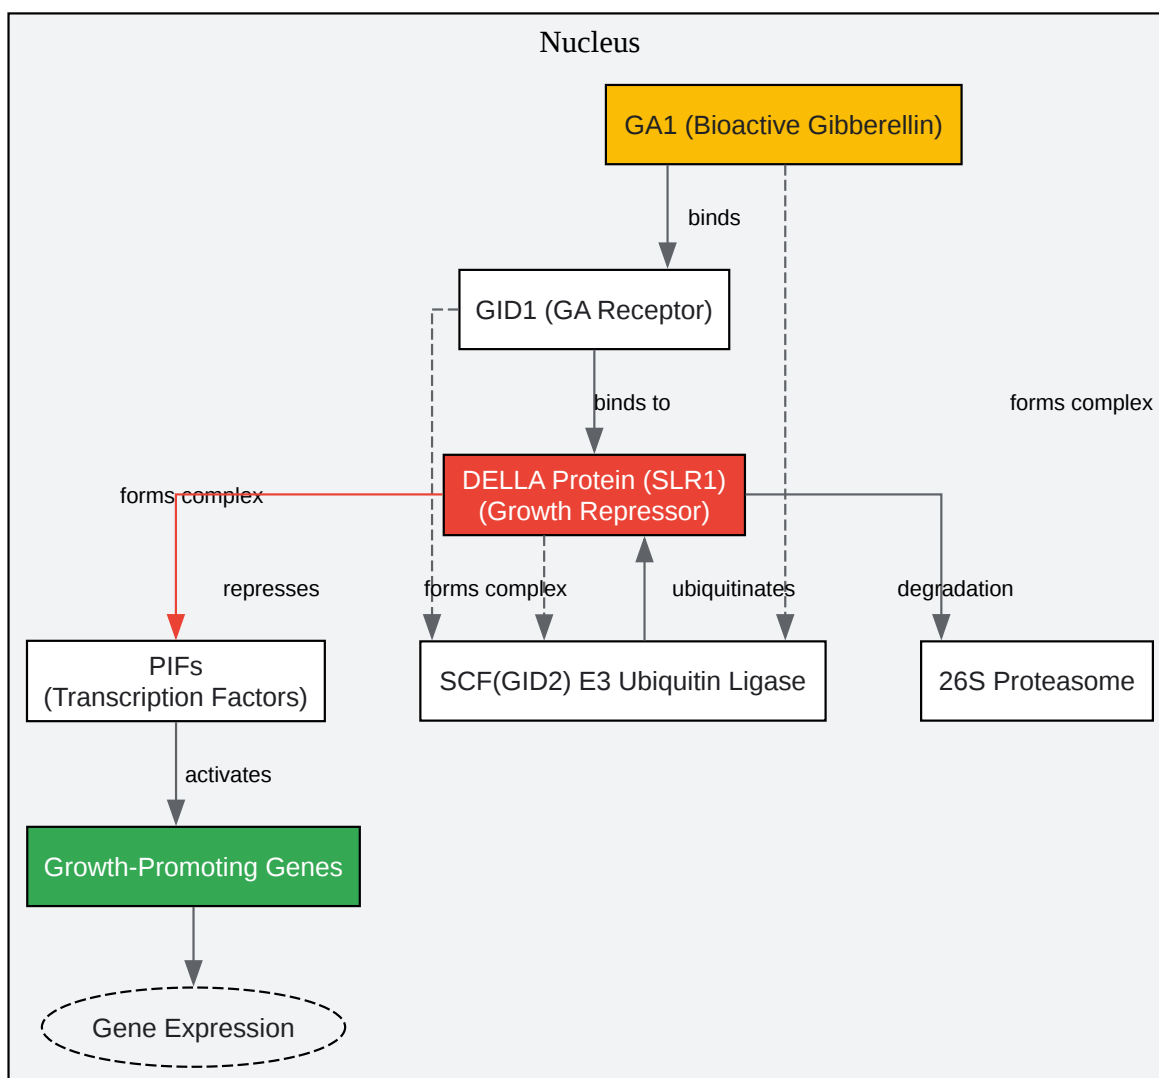 Nucleus
GA1 (Bioactive Gibberellin)
binds
GID1 (GA Receptor)
binds to
forms complex
DELLA Protein (SLR1)
(Growth Repressor)
forms complex
represses
forms complex
ubiquitinates
degradation
PIFs
(Transcription Factors)
SCF(GID2) E3 Ubiquitin Ligase
26S Proteasome
activates
Growth-Promoting Genes
Gene Expression